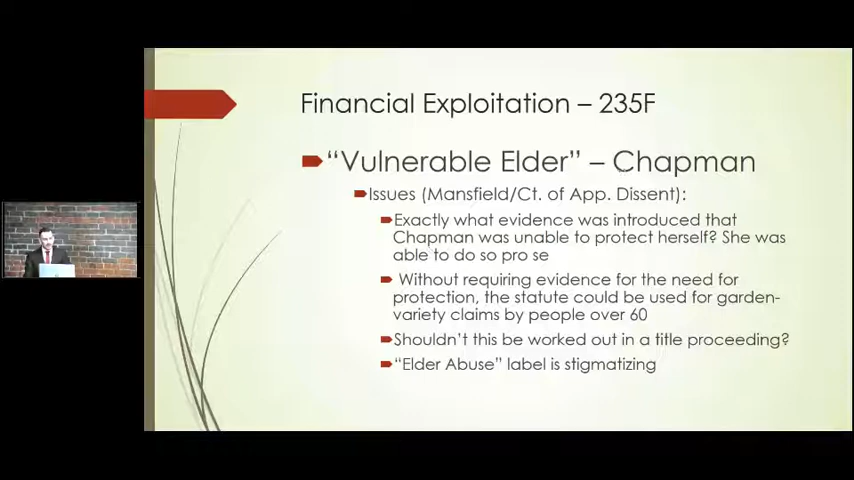 Financial Exploitation – 235F
“Vulnerable Elder” – Chapman
Issues (Mansfield/Ct. of App. Dissent):
Exactly what evidence was introduced that
Chapman was unable to protect herself? She was
able to do so pro se
Without requiring evidence for the need for
protection, the statute could be used for garden-
variety claims by people over 60
Shouldn’t this be worked out in a title proceeding?
“Elder Abuse” label is stigmatizing